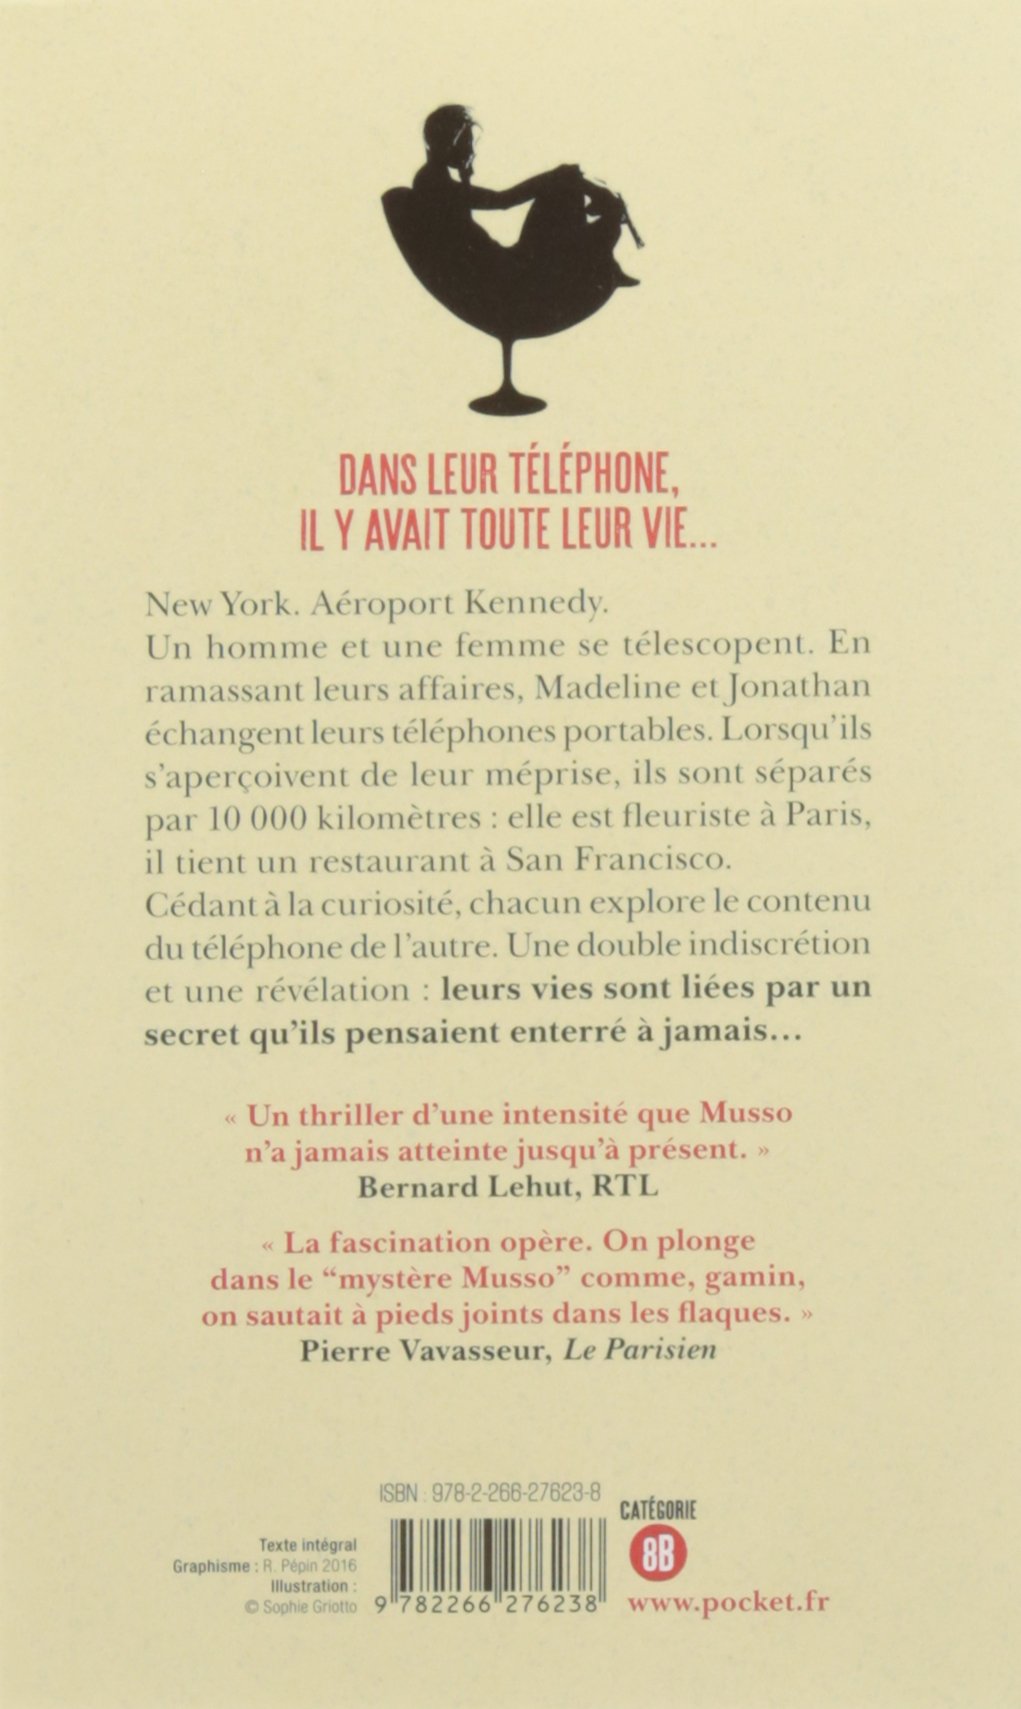 DANS LEUR TÉLÉPHONE,
IL Y AVAIT TOUTE LEUR VIE...
New York. Aéroport Kennedy.
Un homme et une femme se télescopent. En
ramassant leurs affaires, Madeline et Jonathan
échangent leurs téléphones portables. Lorsqu'ils
s'aperçoivent de leur méprise, ils sont séparés
par 10 000 kilomètres : elle est fleuriste à Paris,
il tient un restaurant à San Francisco.
Cédant à la curiosité, chacun explore le contenu
du téléphone de l'autre. Une double indiscrétion
et une révélation : leurs vies sont liées par un
secret qu'ils pensaient enterré à jamais...
« Un thriller d'une intensité que Musso
n'a jamais atteinte jusqu'à présent. »
Bernard Lehut, RTL
« La fascination opère. On plonge
dans le “mystère Musso” comme, gamin,
on sautait à pieds joints dans les flaques. »
Pierre Vavasseur, Le Parisien
ISBN : 978-2-266-27623-8
CATÉGORIE
8B
www.pocket.fr
Texte intégral
Graphisme : R. Pépin 2016
Illustration :
© Sophie Griotto
9 782266 276238